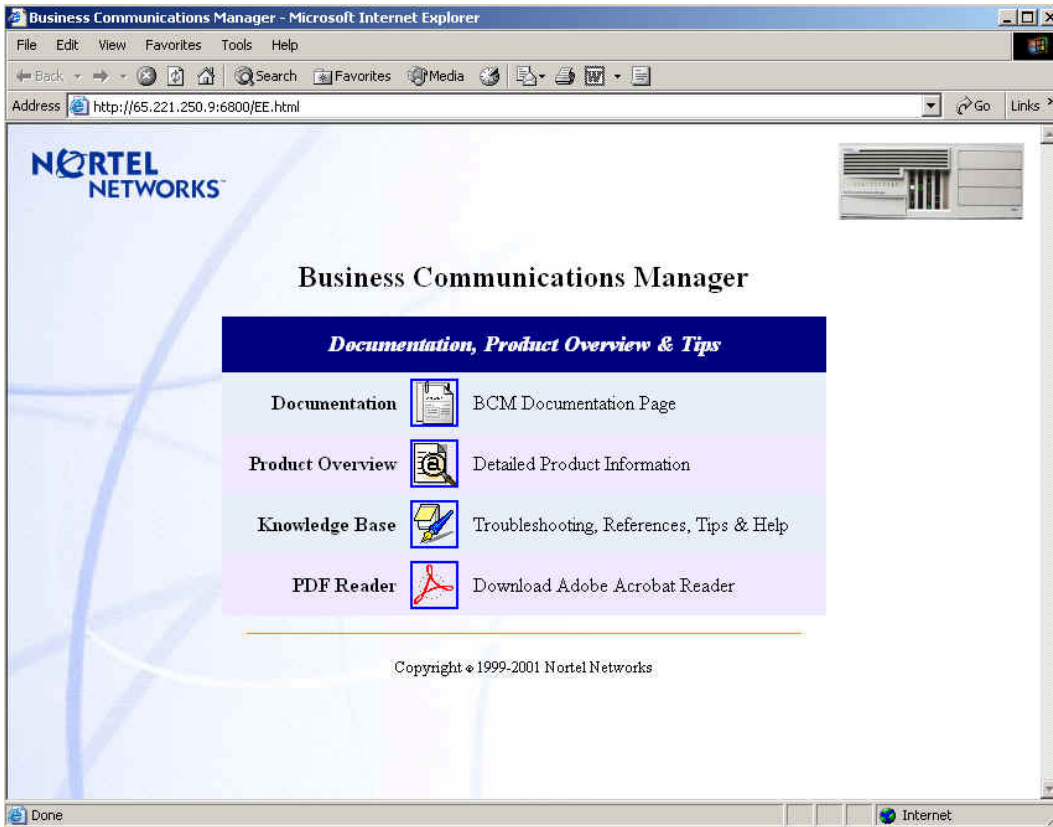 Business Communications Manager - Microsoft Internet Explorer
File Edit View Favorites Tools Help
Back Search Favorites Media
Address http://65.221.250.9:6800/EE.html Go Links
NORTEL
NETWORKS
Business Communications Manager
Documentation, Product Overview & Tips
Documentation BCM Documentation Page
Product Overview Detailed Product Information
Knowledge Base Troubleshooting, References, Tips & Help
PDF Reader Download Adobe Acrobat Reader
Copyright 1999-2001 Nortel Networks
Done Internet